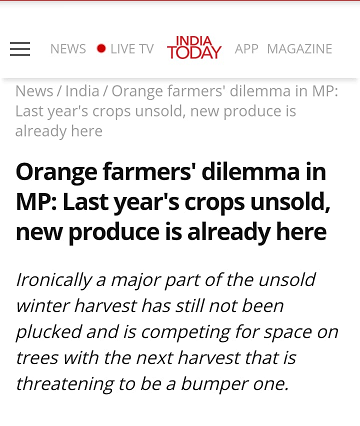 NEWS LIVE TV INDIA TODAY APP MAGAZINE
News / India / Orange farmers' dilemma in MP:
Last year's crops unsold, new produce is
already here
Orange farmers' dilemma in
MP: Last year's crops unsold,
new produce is already here
Ironically a major part of the unsold
winter harvest has still not been
plucked and is competing for space on
trees with the next harvest that is
threatening to be a bumper one.